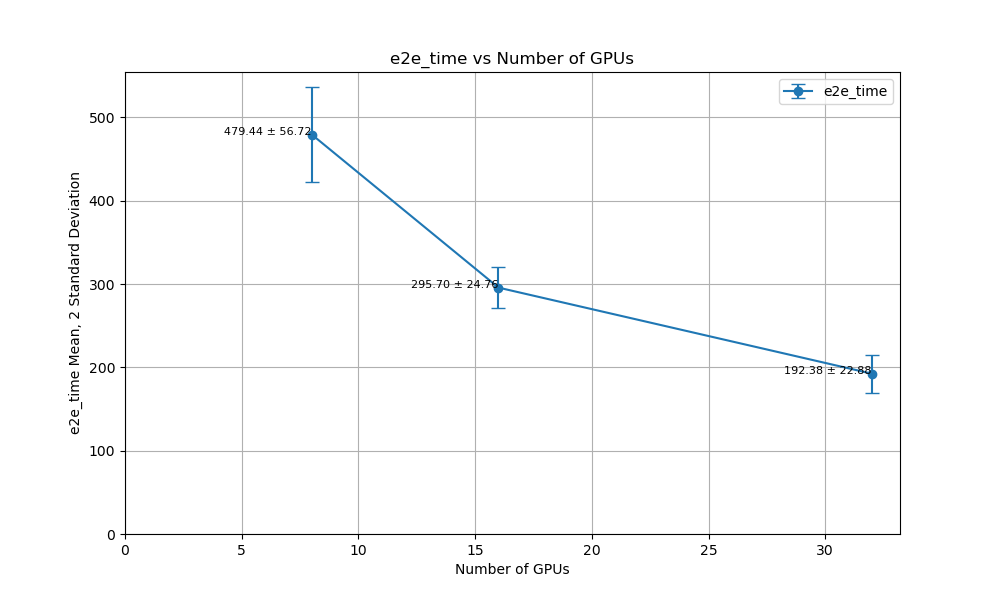 e2e_time vs Number of GPUs
e2e_time
e2e_time Mean, 2 Standard Deviation
500
400
300
200
100
0
479.44 ± 56.72
295.70 ± 24.76
192.38 ± 22.88
0 5 10 15 20 25 30
Number of GPUs